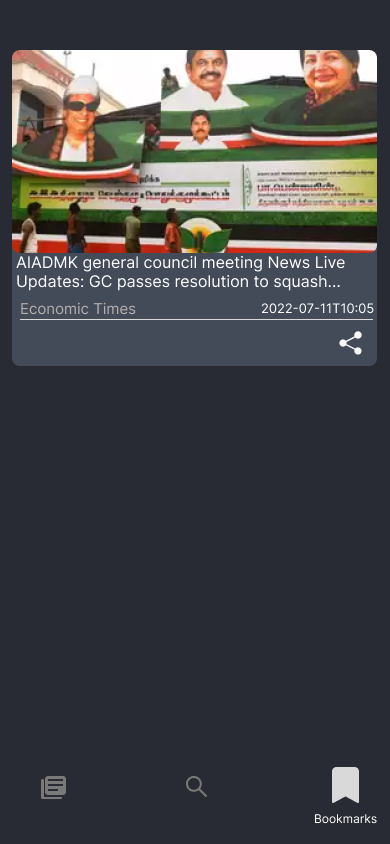 AIADMK general council meeting News Live
Updates: GC passes resolution to squash...
Economic Times
2022-07-11T10:05
Bookmarks